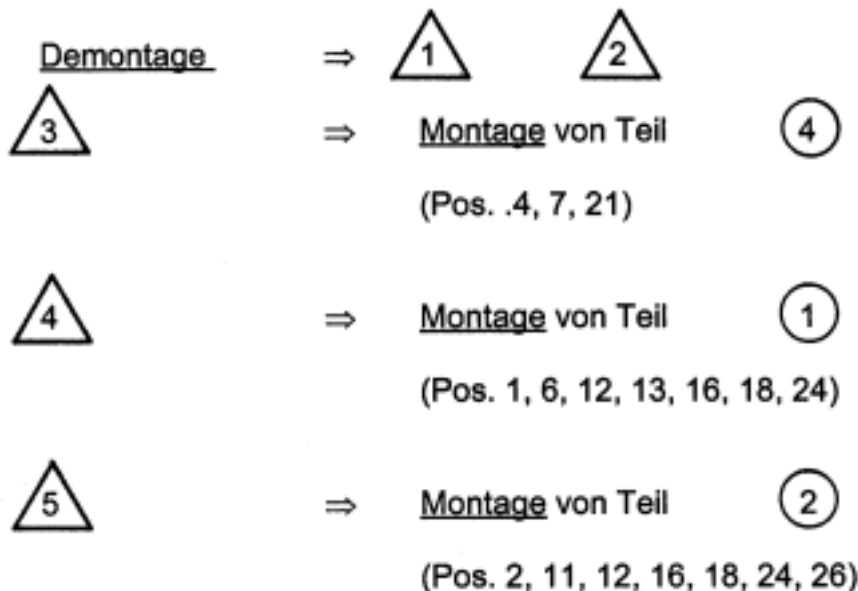 Demontage ⇒ 1 2
3 ⇒ Montage von Teil 4
(Pos. .4, 7, 21)
4 ⇒ Montage von Teil 1
(Pos. 1, 6, 12, 13, 16, 18, 24)
5 ⇒ Montage von Teil 2
(Pos. 2, 11, 12, 16, 18, 24, 26)